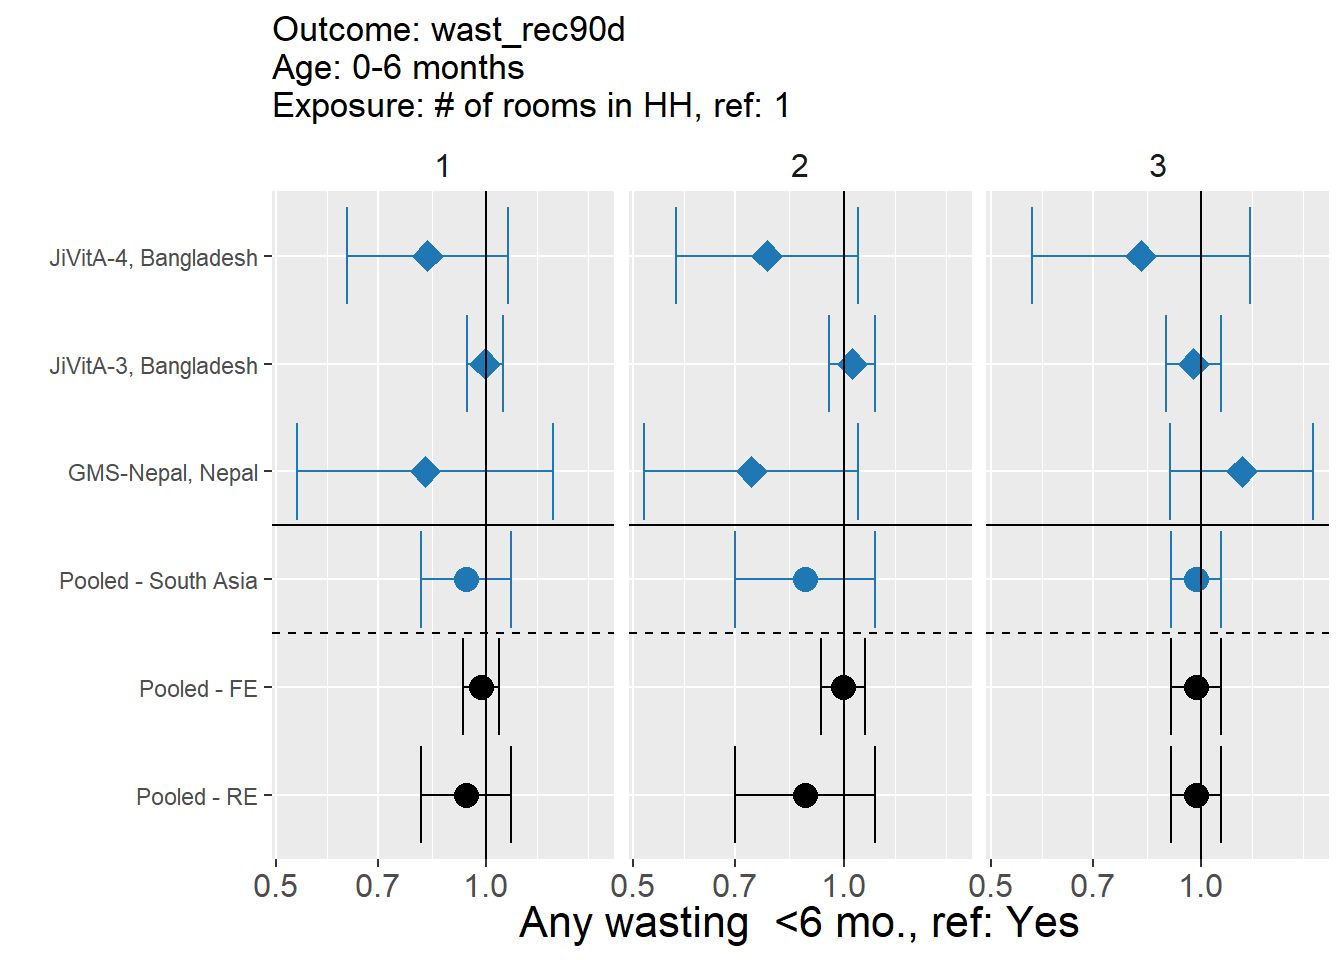 Outcome: wast_rec90d
Age: 0-6 months
Exposure: # of rooms in HH, ref: 1
1 2 3
JiVitA-4, Bangladesh
JiVitA-3, Bangladesh
GMS-Nepal, Nepal
Pooled - South Asia
Pooled - FE
Pooled - RE
0.5 0.7 1.0 0.5 0.7 1.0 0.5 0.7 1.0
Any wasting  <6 mo., ref: Yes